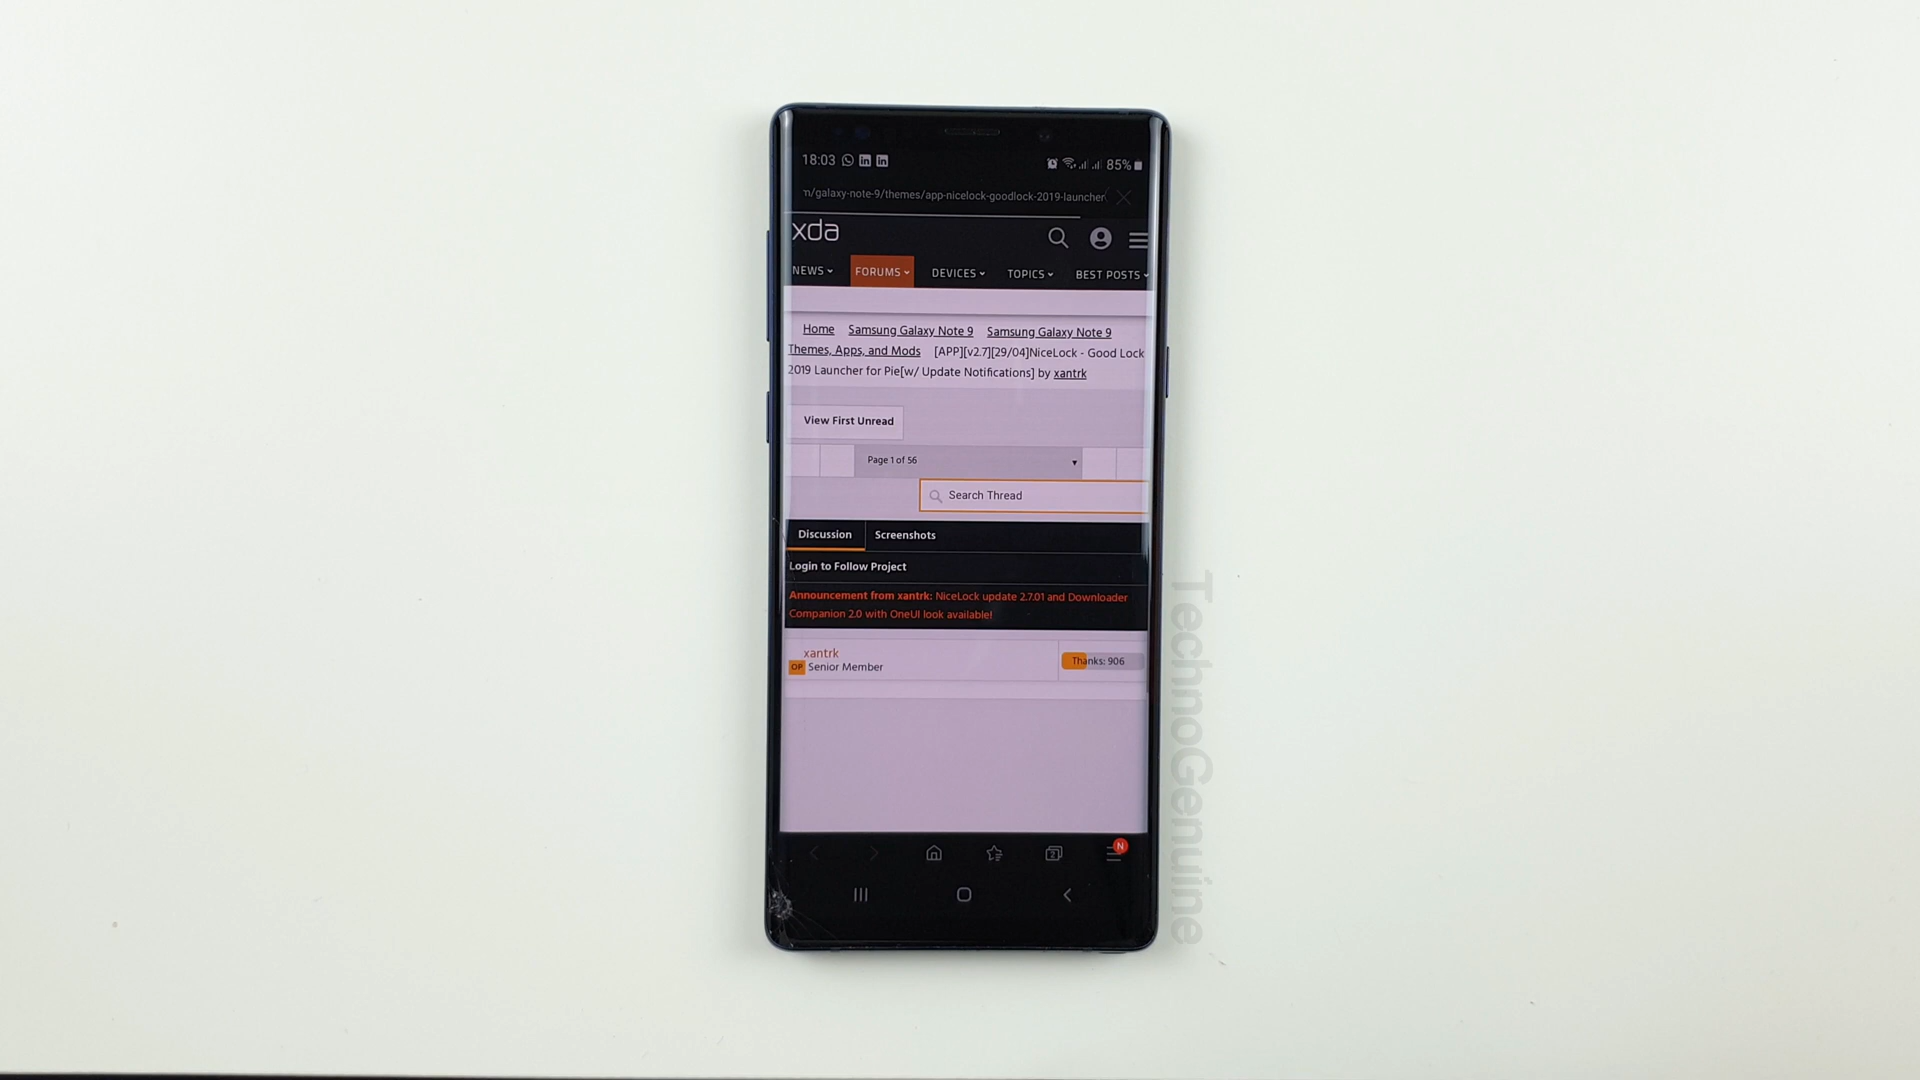 18:03 85%
n/galaxy-note-9/themes/app-nicelock-goodlock-2019-launcher
xda
NEWS FORUMS DEVICES TOPICS BEST POSTS
Home Samsung Galaxy Note 9 Samsung Galaxy Note 9
Themes, Apps, and Mods [APP][v2.7][29/04]NiceLock - Good Lock
2019 Launcher for Pie[w/ Update Notifications] by xantrk
View First Unread
Page 1 of 56
Search Thread
Discussion Screenshots
Login to Follow Project
Announcement from xantrk: NiceLock update 2.7.01 and Downloader
Companion 2.0 with OneUI look available!
xantrk
OP Senior Member
Thanks: 906
2
N
TechnoGenuine